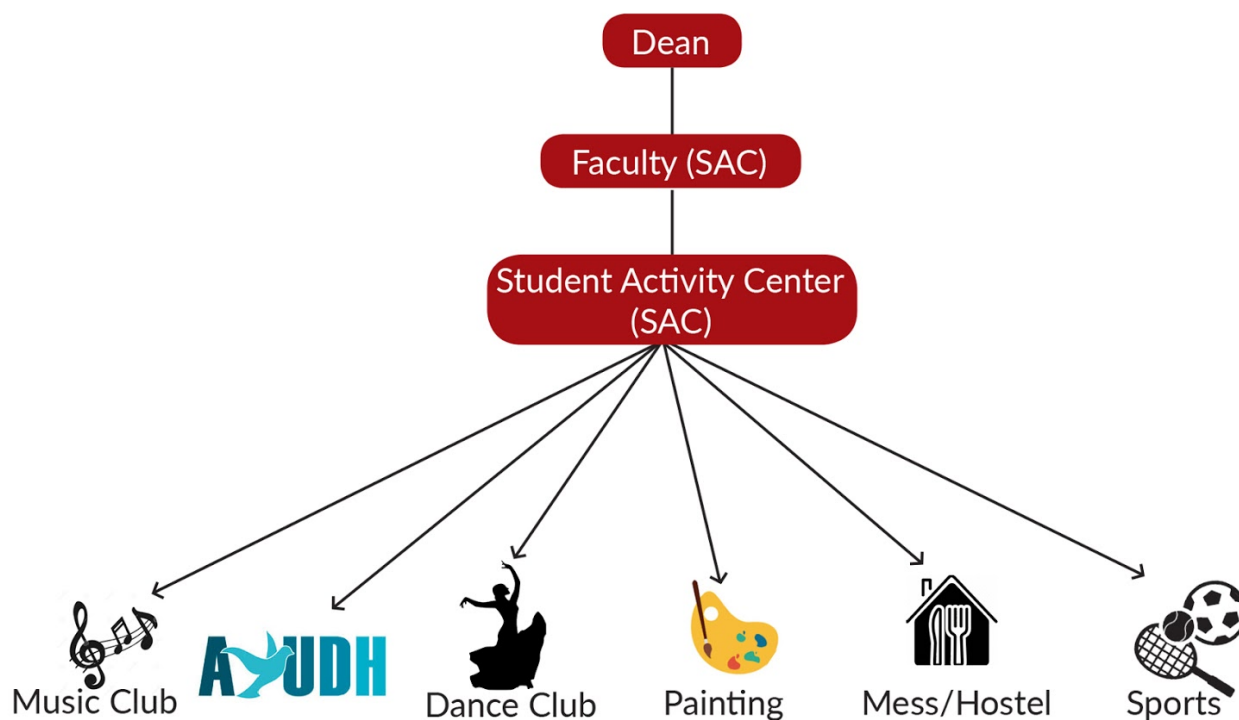 Dean
Faculty (SAC)
Student Activity Center
(SAC)
AYUDH
Music Club
Dance Club
Painting
Mess/Hostel
Sports